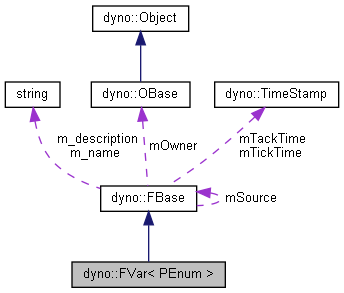 dyno::Object
string
dyno::OBase
dyno::TimeStamp
m_description
m_name
mOwner
mTackTime
mTickTime
dyno::FBase
mSource
dyno::FVar< PEnum >